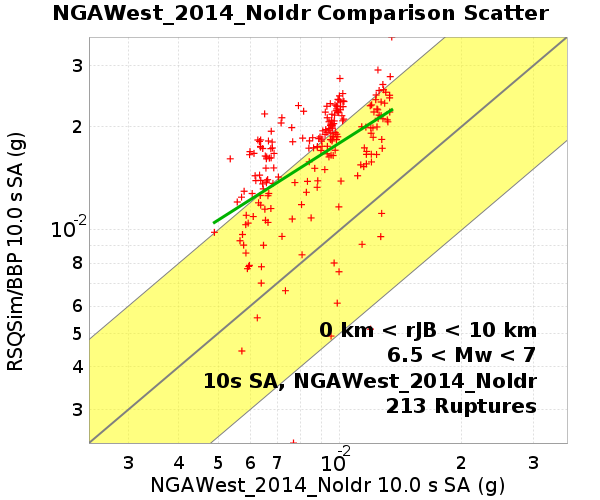 NGAWest_2014_NoIdr Comparison Scatter
RSQSim/BBP 10.0 s SA (g)
3
2
10-2
8
6
5
4
3
0 km < rJB < 10 km
6.5 < Mw < 7
10s SA, NGAWest_2014_NoIdr
213 Ruptures
3 4 5 6 7 10-2 2 3
NGAWest_2014_NoIdr 10.0 s SA (g)